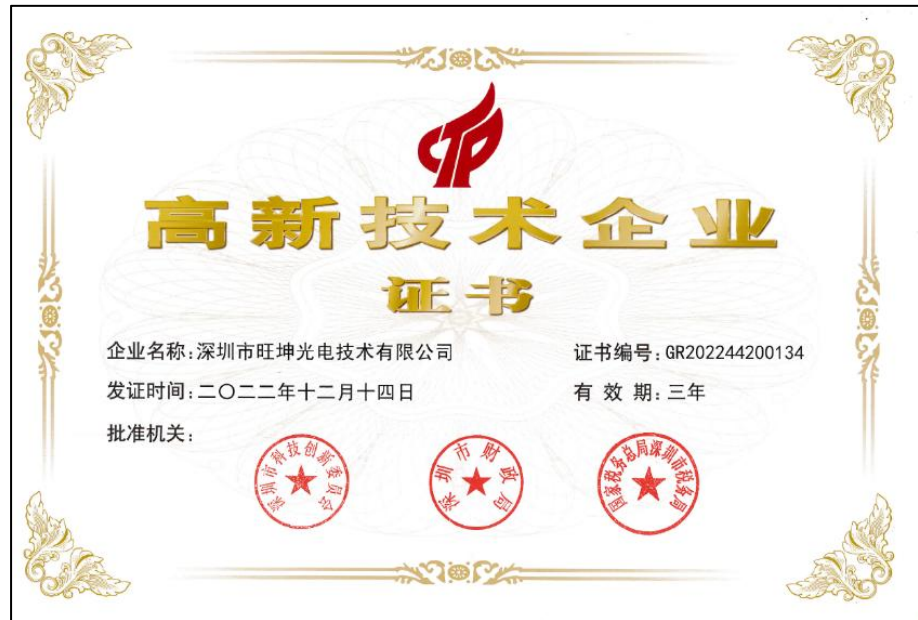 高新技术企业
证书
企业名称:深圳市旺坤光电技术有限公司
证书编号:GR202244200134
发证时间:二〇二二年十二月十四日
有效期:三年
批准机关:
深圳市科技创新委员会
深圳市财政局
国家税务总局深圳市税务局